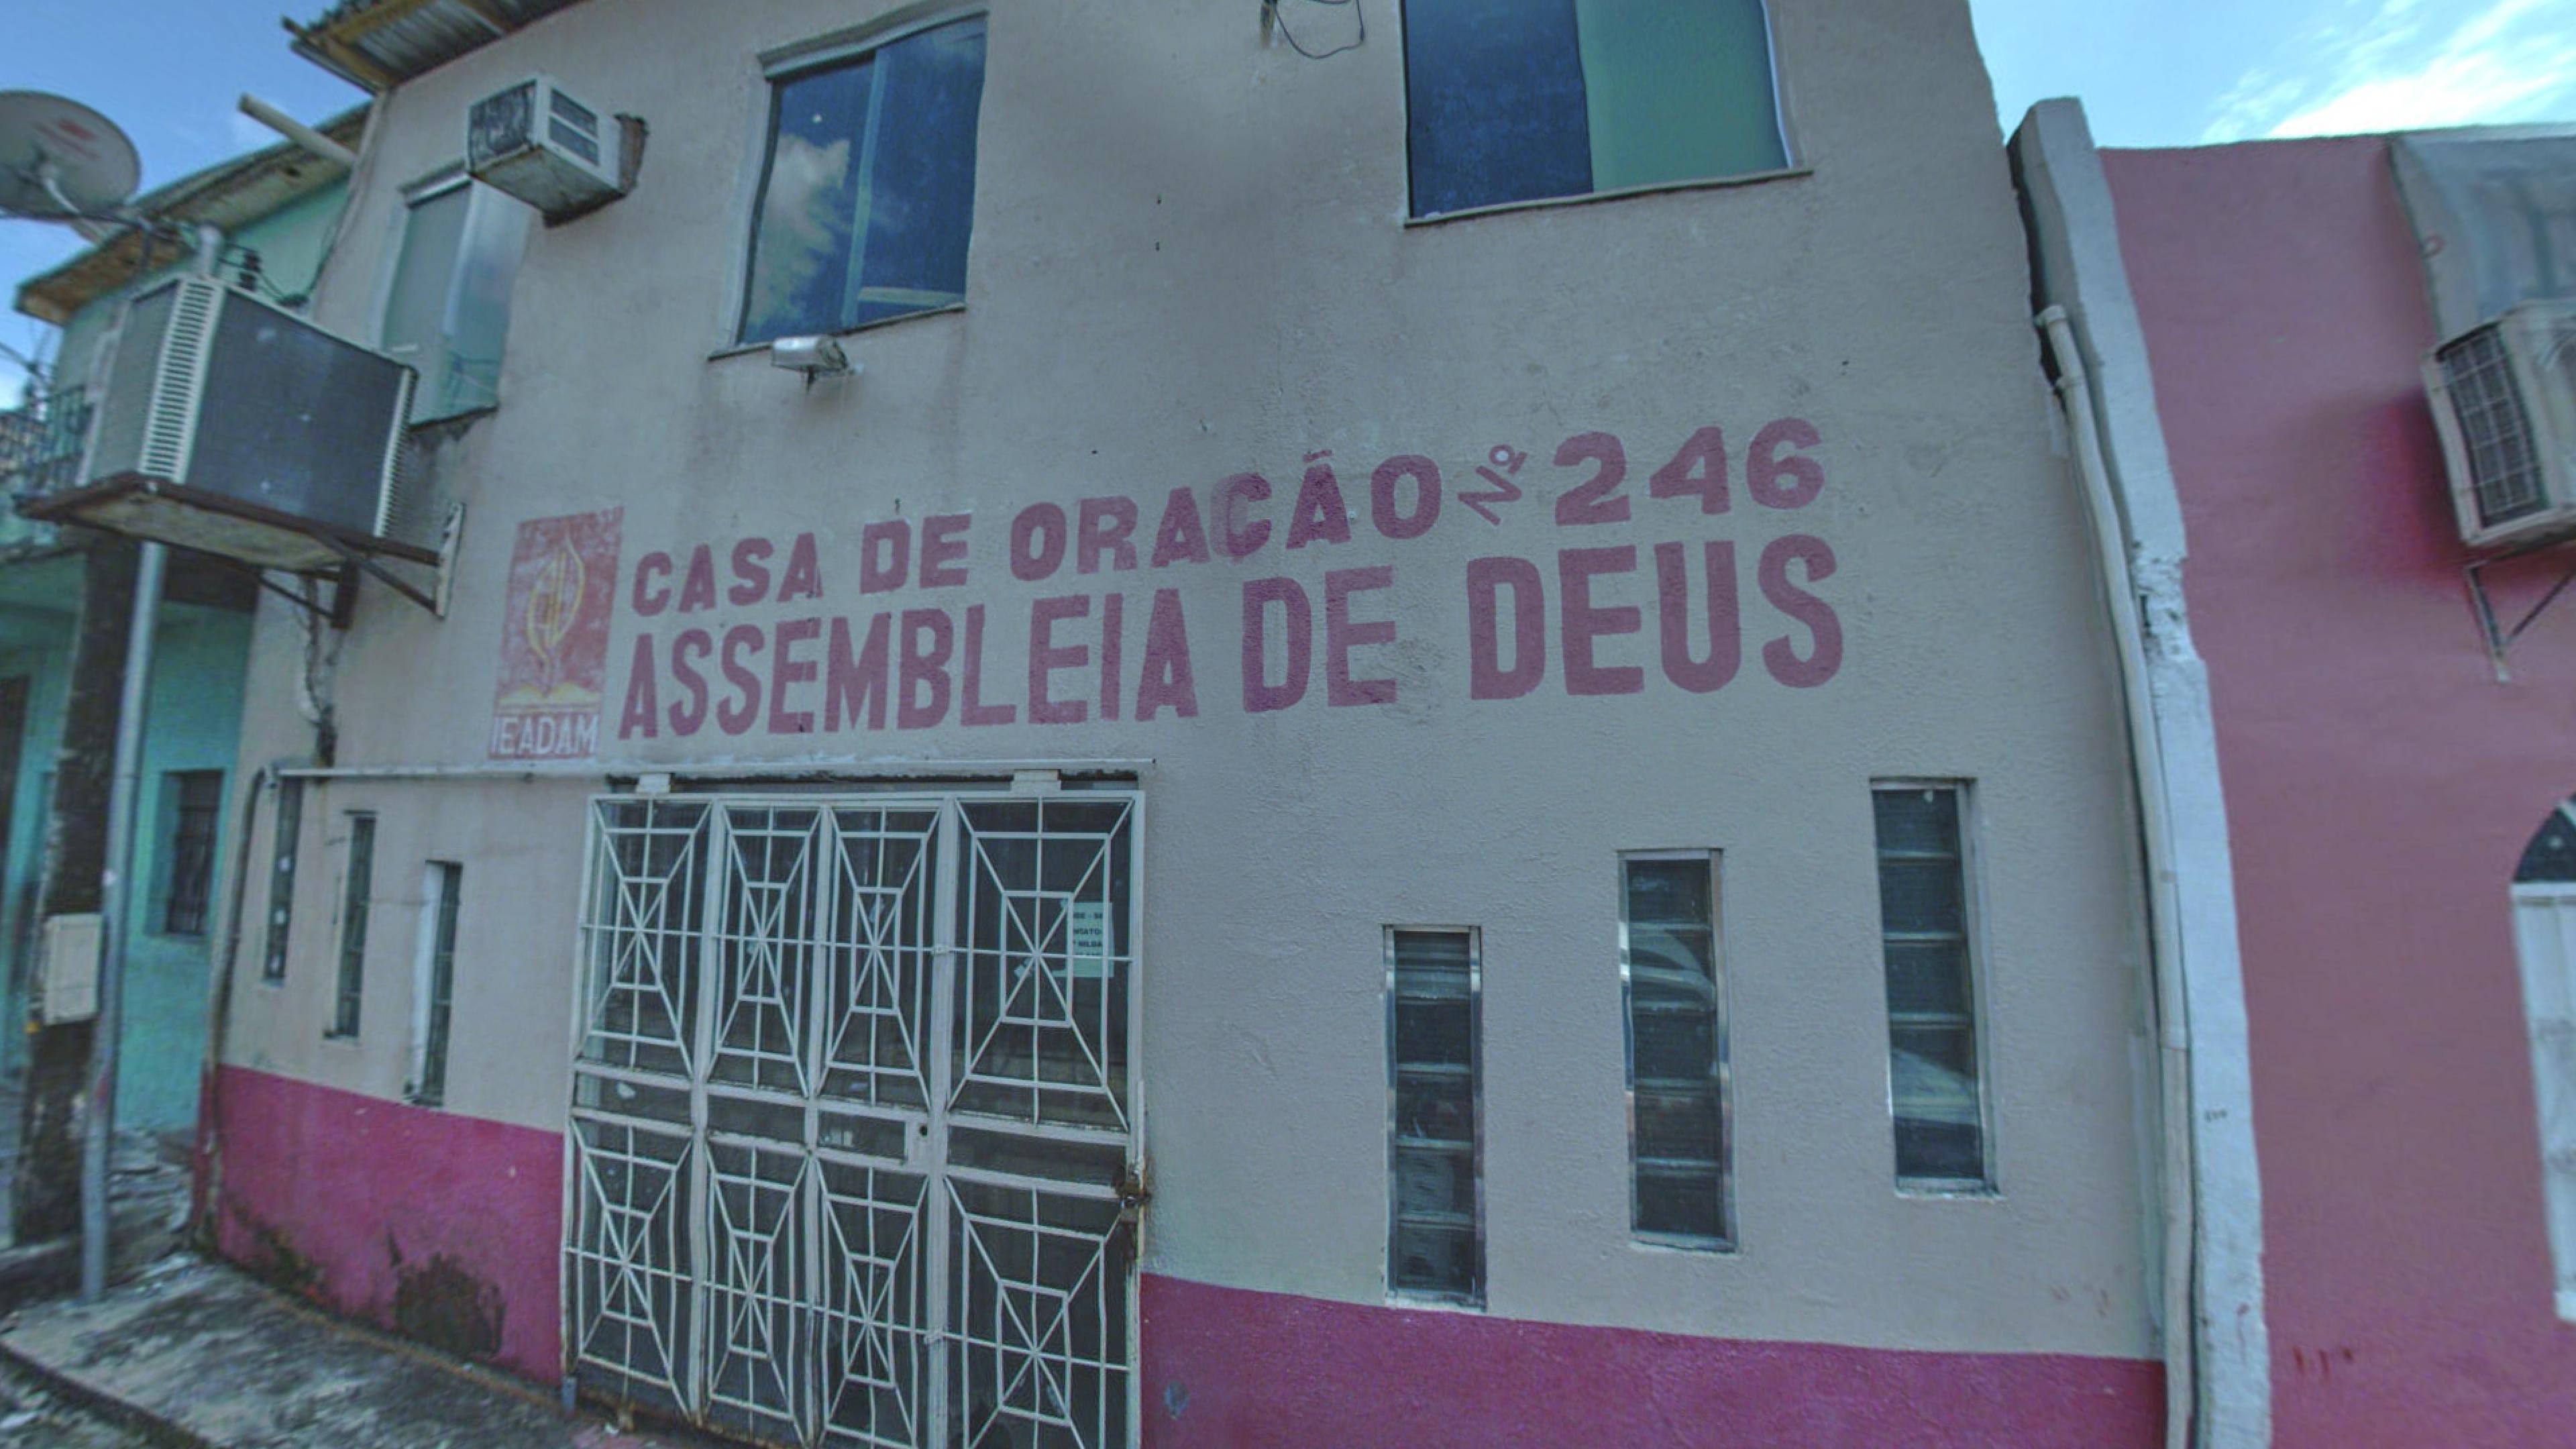 CASA DE ORAÇÃO Nº 246
ASSEMBLEIA DE DEUS
IEADAM